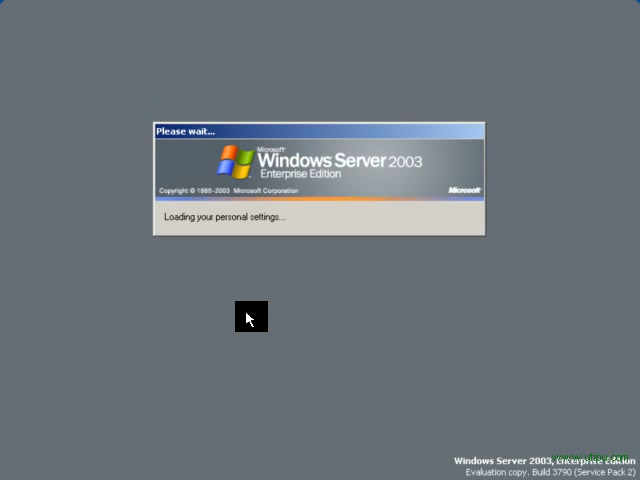 Please wait...
Microsoft
Windows Server 2003
Enterprise Edition
Copyright © 1985-2003 Microsoft Corporation
Microsoft
Loading your personal settings...
Windows Server 2003, Enterprise Edition
Evaluation copy. Build 3790 (Service Pack 2)